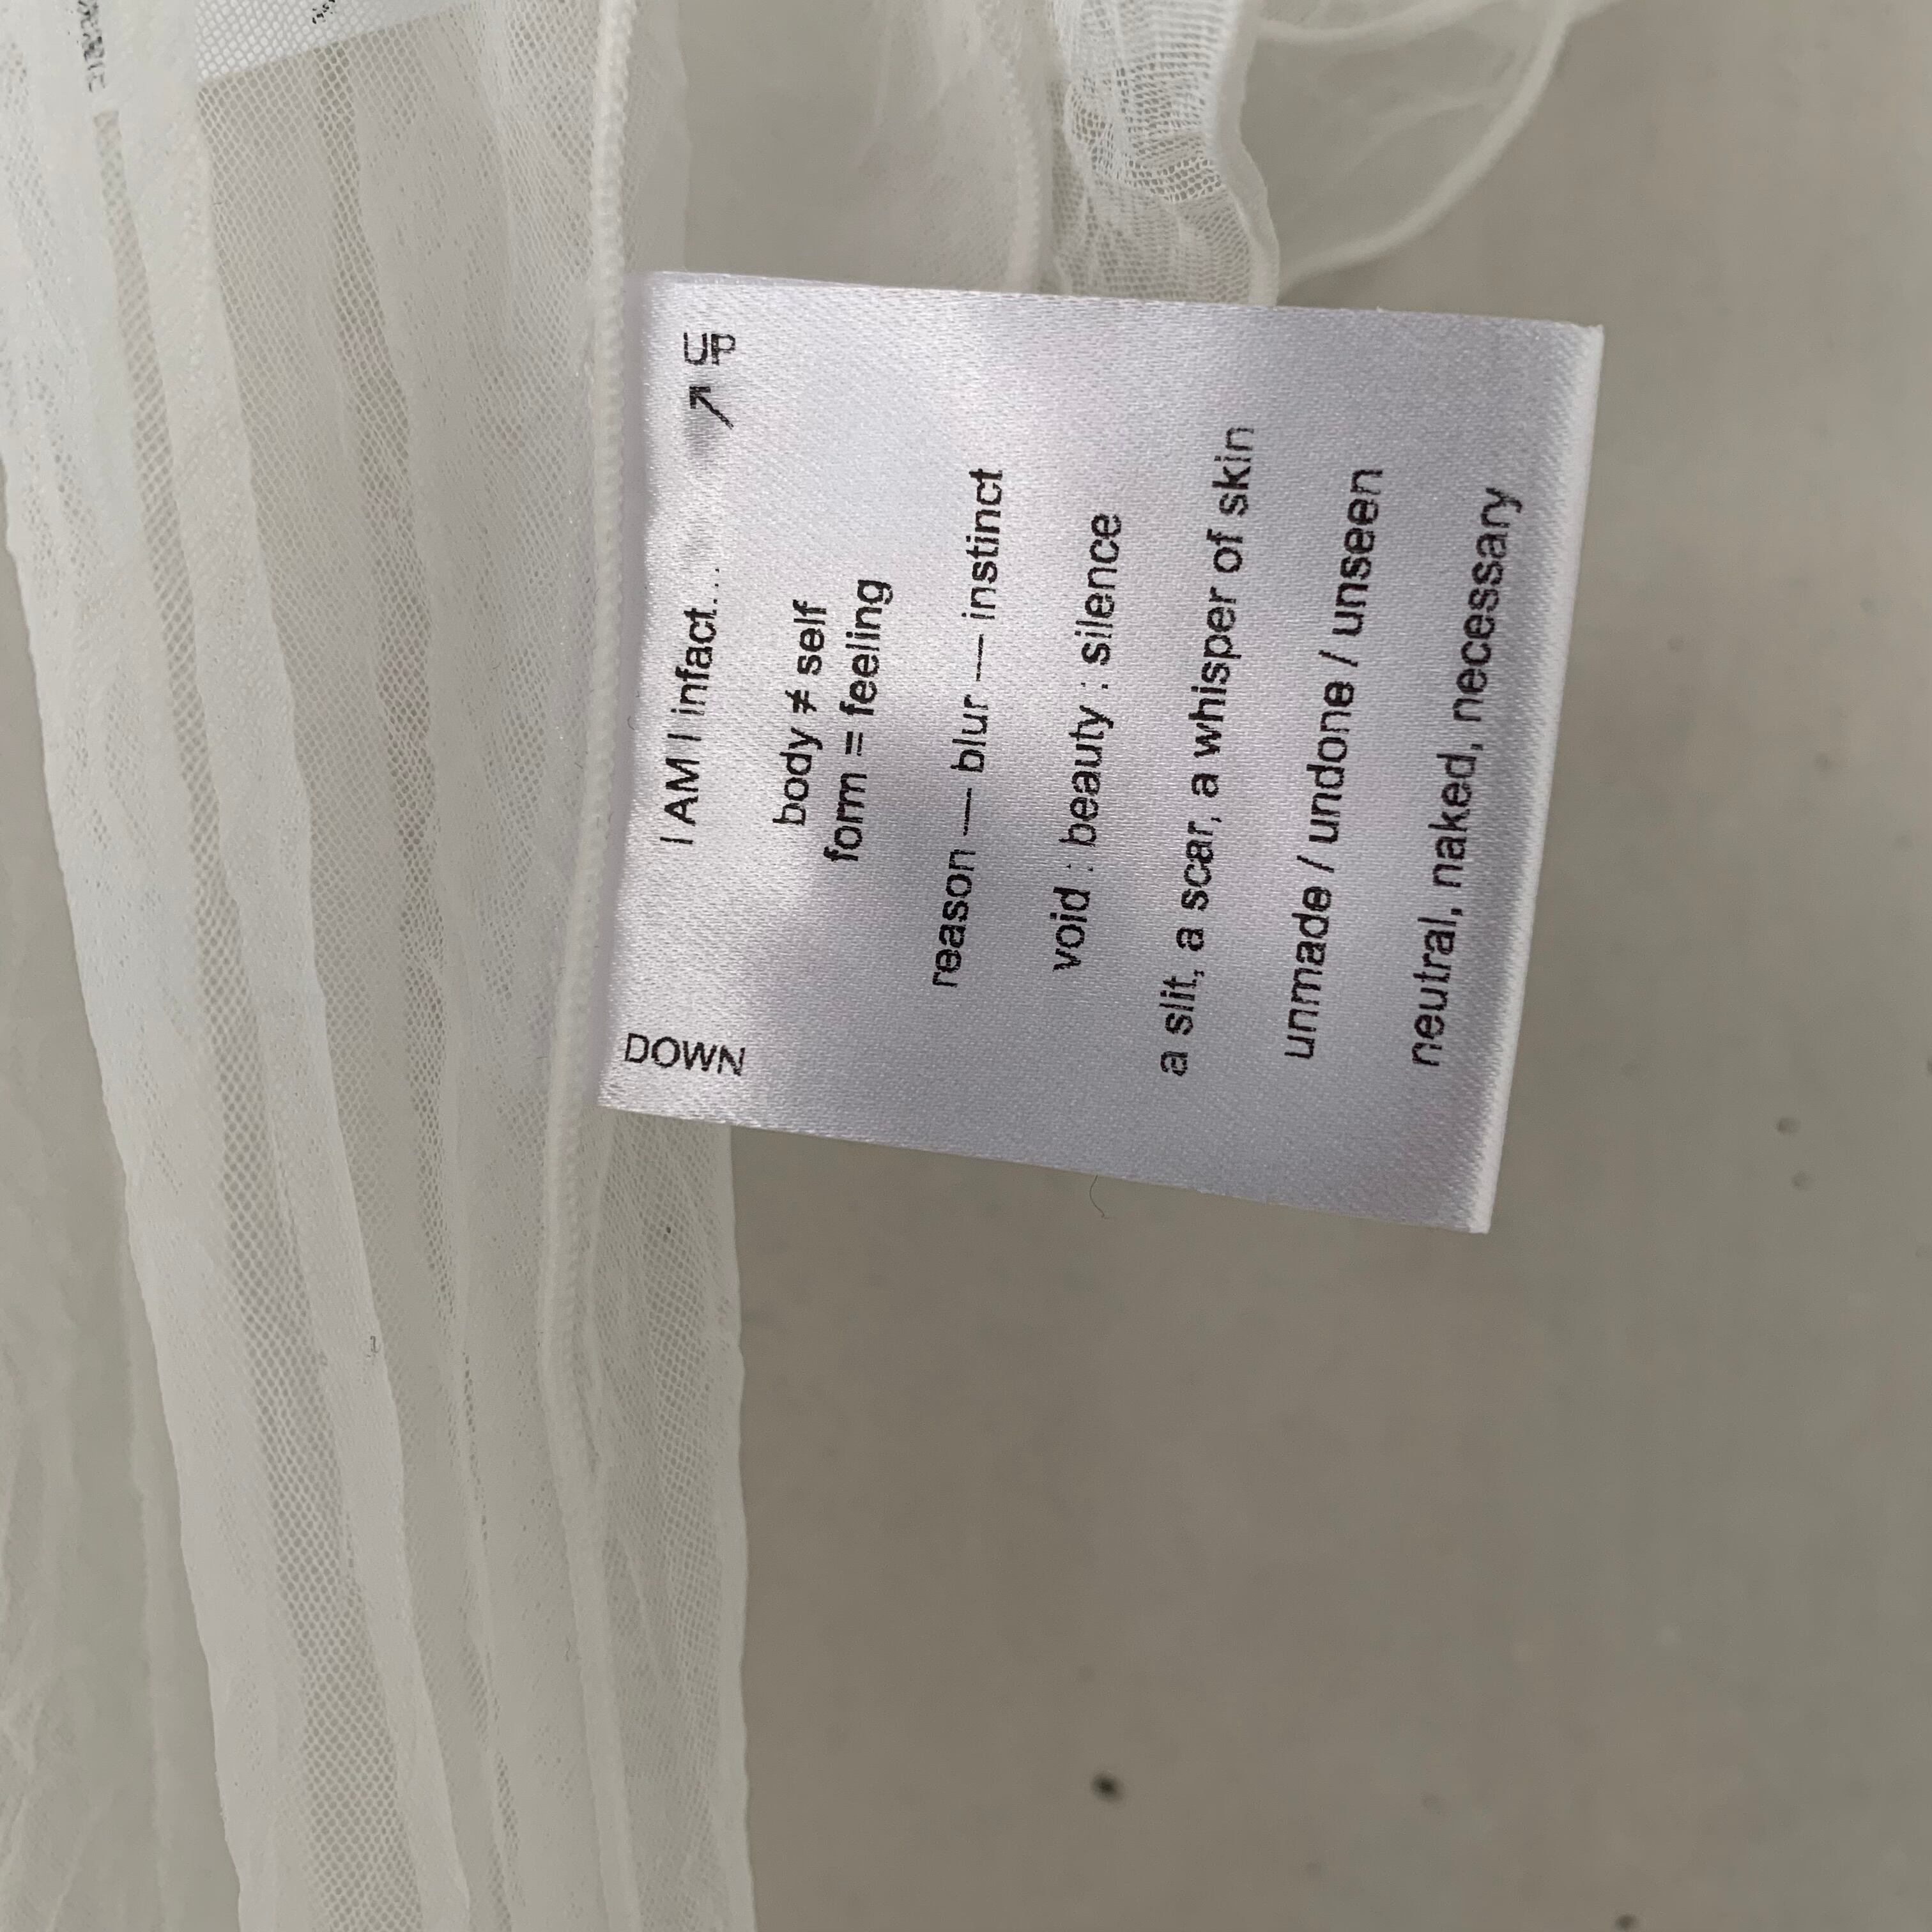 DOWN
↗ UP
I AM I infact....
body ≠ self
form = feeling
reason — blur — instinct
void : beauty : silence
a slit, a scar, a whisper of skin
unmade / undone / unseen
neutral, naked, necessary